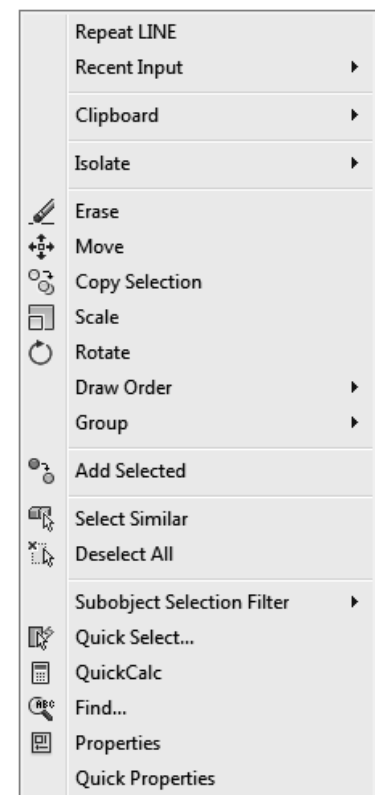 Repeat LINE
Recent Input
Clipboard
Isolate
Erase
Move
Copy Selection
Scale
Rotate
Draw Order
Group
Add Selected
Select Similar
Deselect All
Subobject Selection Filter
Quick Select...
QuickCalc
ABC
Find...
Properties
Quick Properties